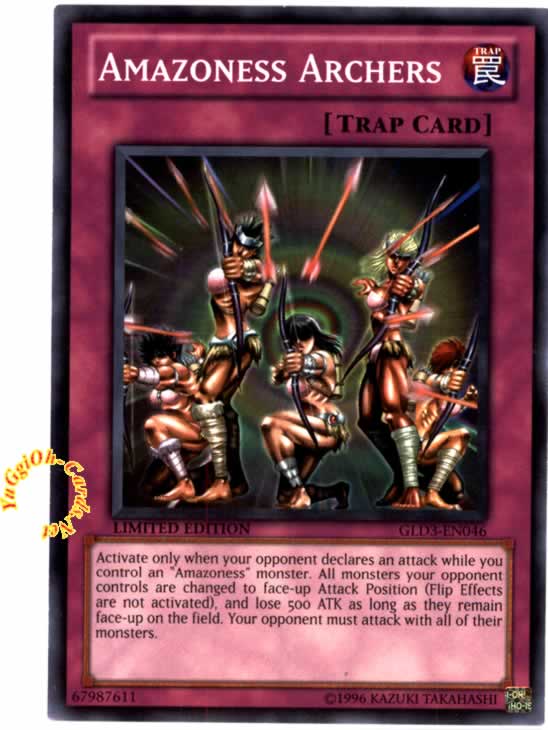 AMAZONESS ARCHERS
TRAP
罠
[TRAP CARD]
YuGgiOh-Cards.Net
LIMITED EDITION
GLD3-EN046
Activate only when your opponent declares an attack while you
control an "Amazoness" monster. All monsters your opponent
controls are changed to face-up Attack Position (Flip Effects
are not activated), and lose 500 ATK as long as they remain
face-up on the field. Your opponent must attack with all of their
monsters.
67987611
©1996 KAZUKI TAKAHASHI